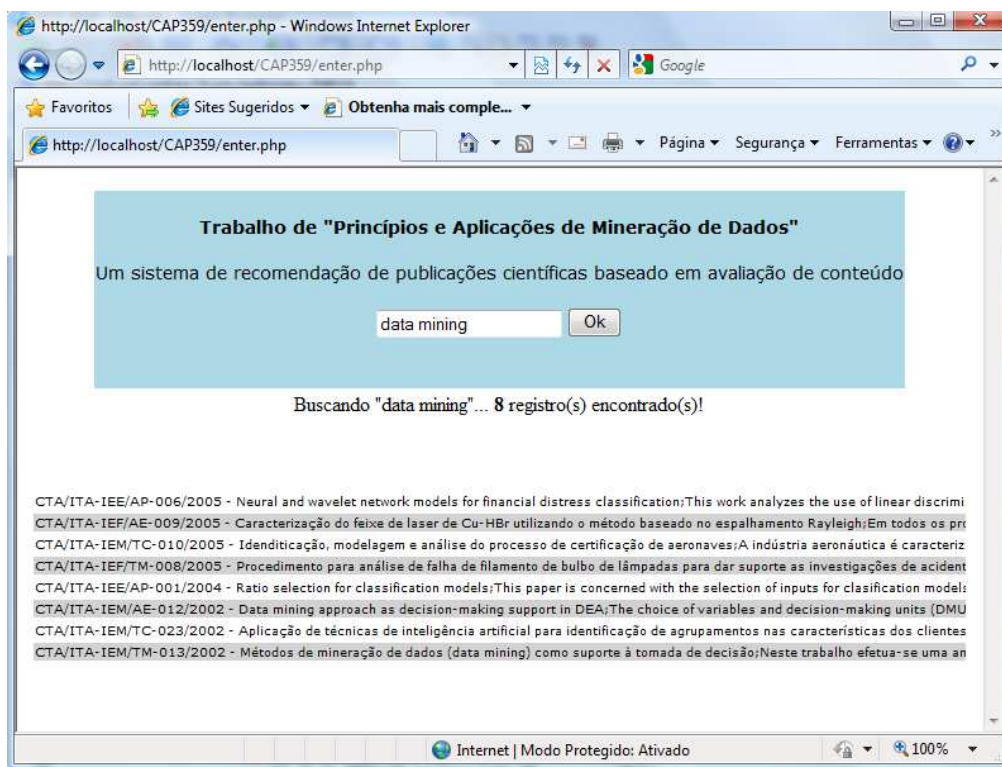 http://localhost/CAP359/enter.php - Windows Internet Explorer
http://localhost/CAP359/enter.php Google
Favoritos Sites Sugeridos Obtenha mais comple...
http://localhost/CAP359/enter.php Página Segurança Ferramentas
Trabalho de "Princípios e Aplicações de Mineração de Dados"
Um sistema de recomendação de publicações científicas baseado em avaliação de conteúdo
data mining Ok
Buscando "data mining"... 8 registro(s) encontrado(s)!
CTA/ITA-IEE/AP-006/2005 - Neural and wavelet network models for financial distress classification;This work analyzes the use of linear discrimi
CTA/ITA-IEF/AE-009/2005 - Caracterização do feixe de laser de Cu-HBr utilizando o método baseado no espalhamento Rayleigh;Em todos os pro
CTA/ITA-IEM/TC-010/2005 - Idenditicação, modelagem e análise do processo de certificação de aeronaves;A indústria aeronáutica é caracteriz
CTA/ITA-IEF/TM-008/2005 - Procedimento para análise de falha de filamento de bulbo de lâmpadas para dar suporte as investigações de acident
CTA/ITA-IEE/AP-001/2004 - Ratio selection for classification models;This paper is concerned with the selection of inputs for clasification models
CTA/ITA-IEM/AE-012/2002 - Data mining approach as decision-making support in DEA;The choice of variables and decision-making units (DMU
CTA/ITA-IEM/TC-023/2002 - Aplicação de técnicas de inteligência artificial para identificação de agrupamentos nas características dos clientes
CTA/ITA-IEM/TM-013/2002 - Métodos de mineração de dados (data mining) como suporte à tomada de decisão;Neste trabalho efetua-se uma an
Internet | Modo Protegido: Ativado 100%